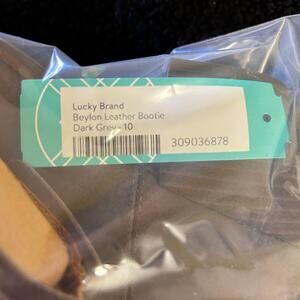 Lucky Brand
Beylon Leather Bootie
Dark Grey - 10
309036878